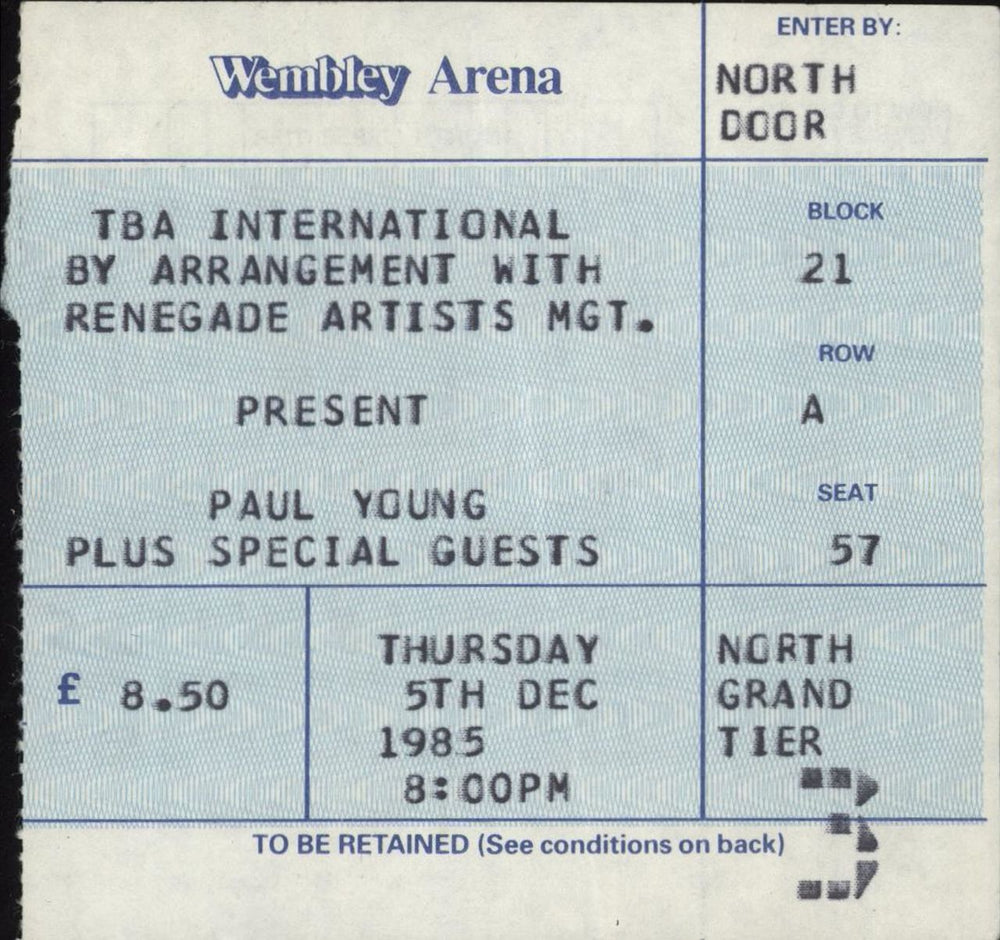 Wembley Arena
ENTER BY:
NORTH
DOOR
TBA INTERNATIONAL
BY ARRANGEMENT WITH
RENEGADE ARTISTS MGT.
PRESENT
PAUL YOUNG
PLUS SPECIAL GUESTS
BLOCK
21
ROW
A
SEAT
57
£ 8.50
THURSDAY
5TH DEC
1985
8:00PM
NORTH
GRAND
TIER
3
TO BE RETAINED (See conditions on back)